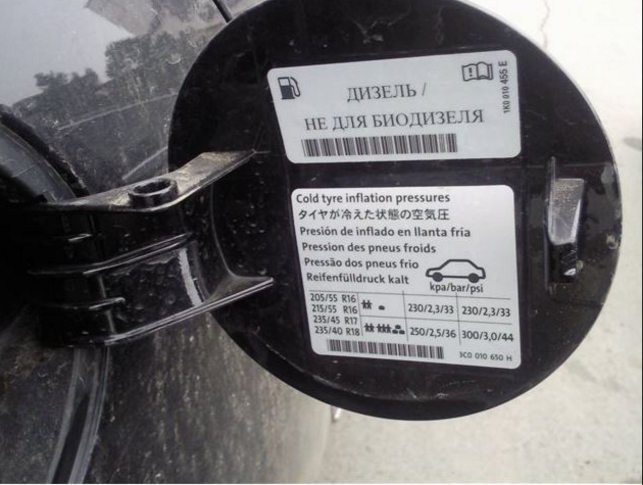 ДИЗЕЛЬ /
НЕ ДЛЯ БИОДИЗЕЛЯ
1K0 010 455 E
Cold tyre inflation pressures
タイヤが冷えた状態の空気圧
Presión de inflado en llanta fría
Pression des pneus froids
Pressão dos pneus frio
Reifenfülldruck kalt
kpa/bar/psi
205/55 R16
215/55 R16 230/2,3/33 230/2,3/33
235/45 R17
235/40 R18 250/2,5/36 300/3,0/44
3C0 010 650 H